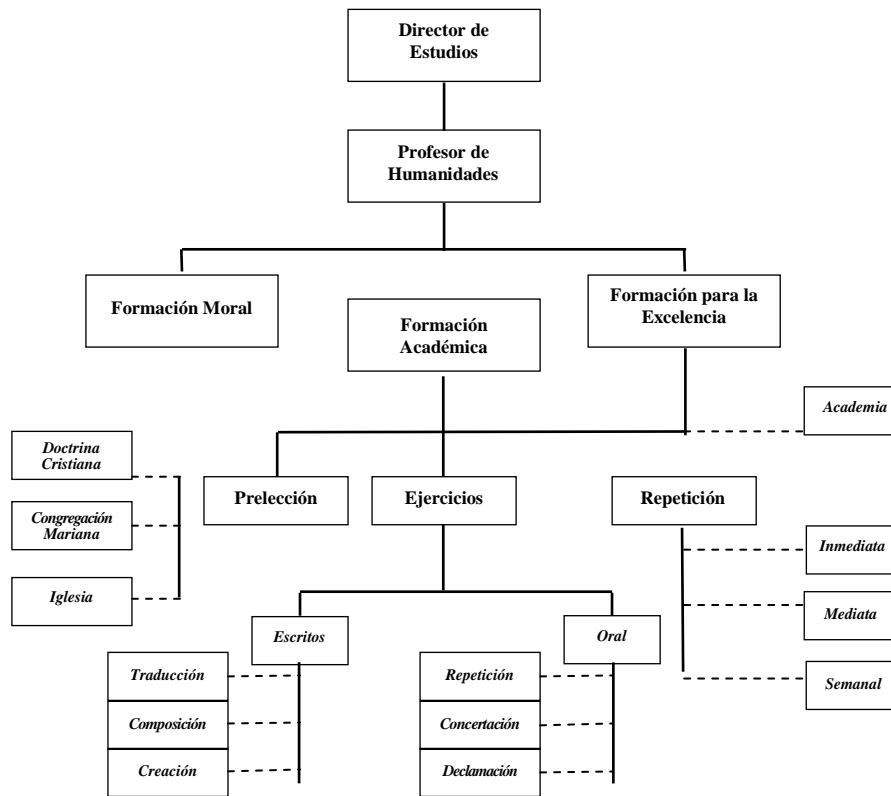 Director de
Estudios
Profesor de
Humanidades
Formación Moral
Formación
Académica
Formación para la
Excelencia
Academia
Doctrina
Cristiana
Congregación
Mariana
Iglesia
Prelección
Ejercicios
Repetición
Inmediata
Mediata
Semanal
Escritos
Oral
Traducción
Composición
Creación
Repetición
Concertación
Declamación